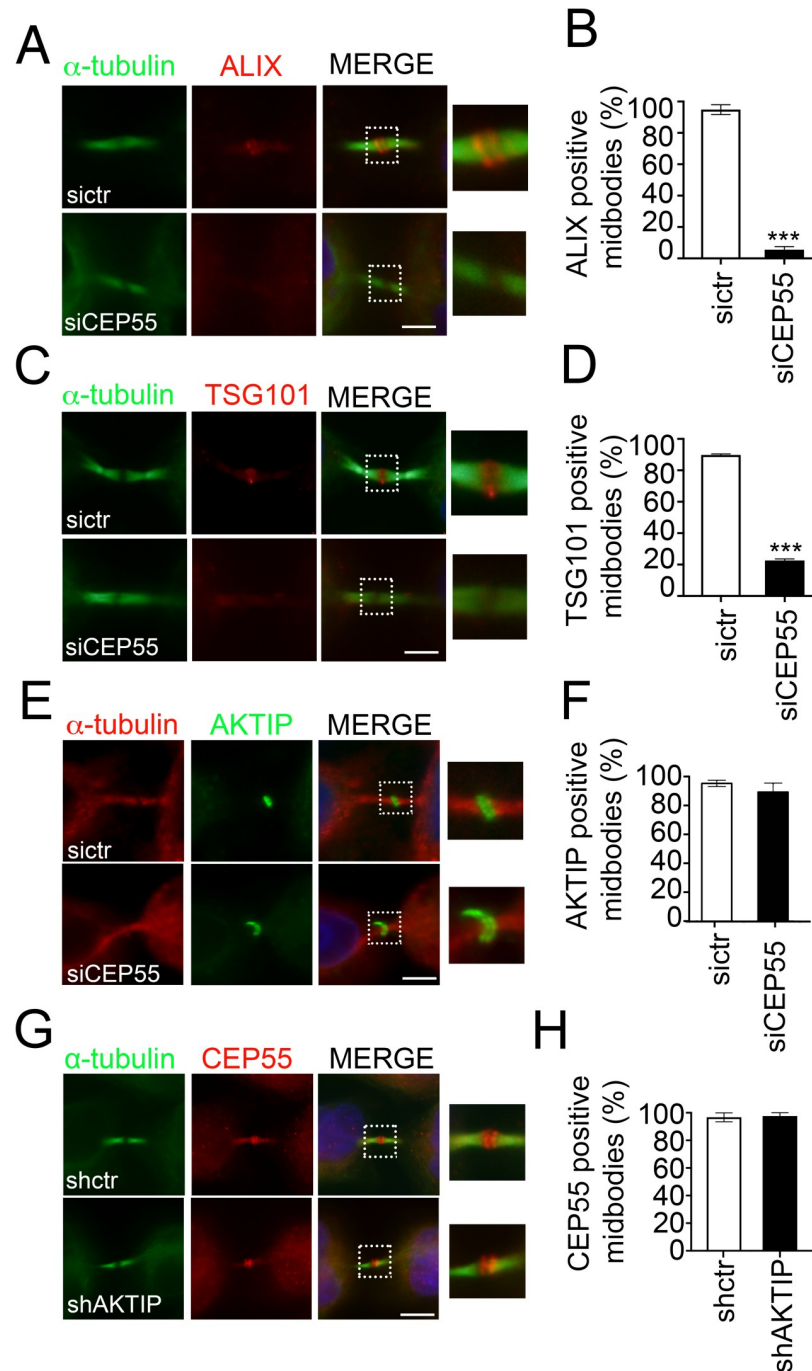 A
α-tubulin ALIX MERGE
sictr
siCEP55
B
ALIX positive
midbodies (%)
100
80
60
40
20
0
***
sictr
siCEP55
C
α-tubulin TSG101 MERGE
sictr
siCEP55
D
TSG101 positive
midbodies (%)
100
80
60
40
20
0
***
sictr
siCEP55
E
α-tubulin AKTIP MERGE
sictr
siCEP55
F
AKTIP positive
midbodies (%)
100
80
60
40
20
0
sictr
siCEP55
G
α-tubulin CEP55 MERGE
shctr
shAKTIP
H
CEP55 positive
midbodies (%)
100
80
60
40
20
0
shctr
shAKTIP